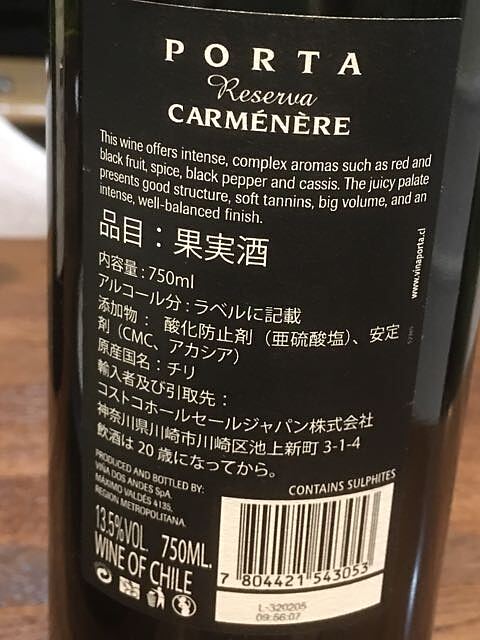 PORTA
Reserva
CARMÉNÈRE
This wine offers intense, complex aromas such as red and
black fruit, spice, black pepper and cassis. The juicy palate
presents good structure, soft tannins, big volume, and an
intense, well-balanced finish.
www.vinaporta.cl
品目：果実酒
内容量：750ml
アルコール分：ラベルに記載
添加物： 酸化防止剤（亜硫酸塩）、安定
剤（CMC、アカシア）
原産国名：チリ
輸入者及び引取先：
コストコホールセールジャパン株式会社
神奈川県川崎市川崎区池上新町 3-1-4
飲酒は 20 歳になってから。
PRODUCED AND BOTTLED BY:
VIÑA DOS ANDES SpA.
MÁXIMO VALDÉS 4135,
REGIÓN METROPOLITANA.
13.5%VOL. 750ML.
WINE OF CHILE
CONTAINS SULPHITES
7 804421 543053
L-320205
09:56:07